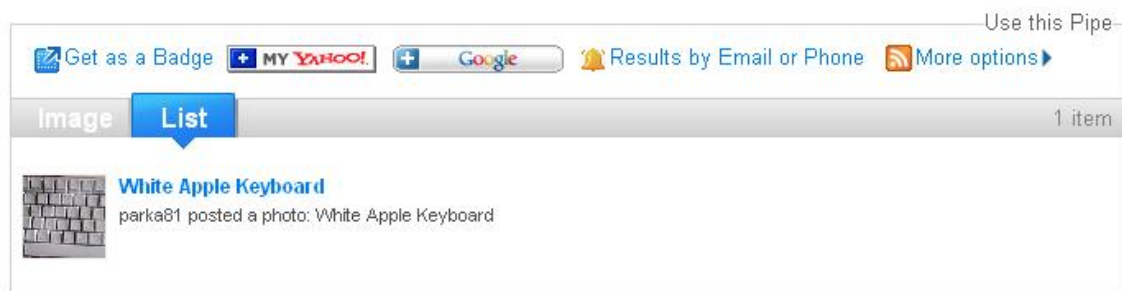 Use this Pipe
Get as a Badge + MY YAHOO! + Google Results by Email or Phone More options
Image List 1 item
White Apple Keyboard
parka81 posted a photo: White Apple Keyboard